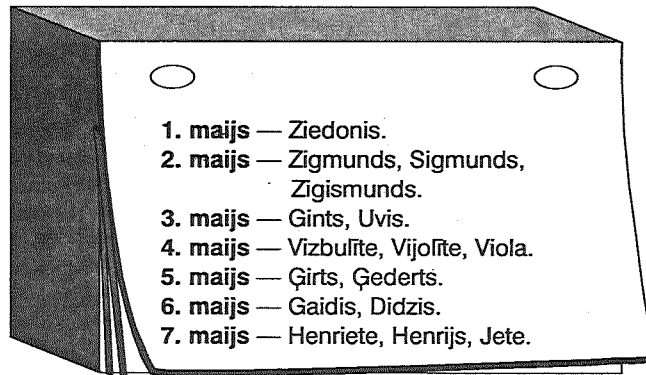 1. maijs — Ziedonis.
2. maijs — Zigmunds, Sigmunds,
Zigismunds.
3. maijs — Gints, Uvis.
4. maijs — Vizbulīte, Vijolīte, Viola.
5. maijs — Ģirts, Ģederts.
6. maijs — Gaidis, Didzis.
7. maijs — Henriete, Henrijs, Jete.